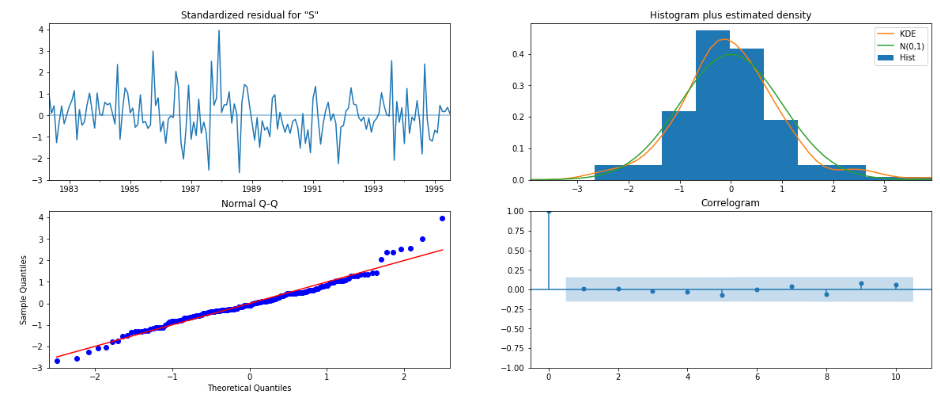 Standardized residual for "S"
4
3
2
1
0
−1
−2
−3
1983 1985 1987 1989 1991 1993 1995
Histogram plus estimated density
KDE
N(0,1)
Hist
0.4
0.3
0.2
0.1
0.0
−3 −2 −1 0 1 2 3
Normal Q-Q
Sample Quantiles
4
3
2
1
0
−1
−2
−3
−2 −1 0 1 2
Theoretical Quantiles
Correlogram
1.00
0.75
0.50
0.25
0.00
−0.25
−0.50
−0.75
−1.00
0 2 4 6 8 10